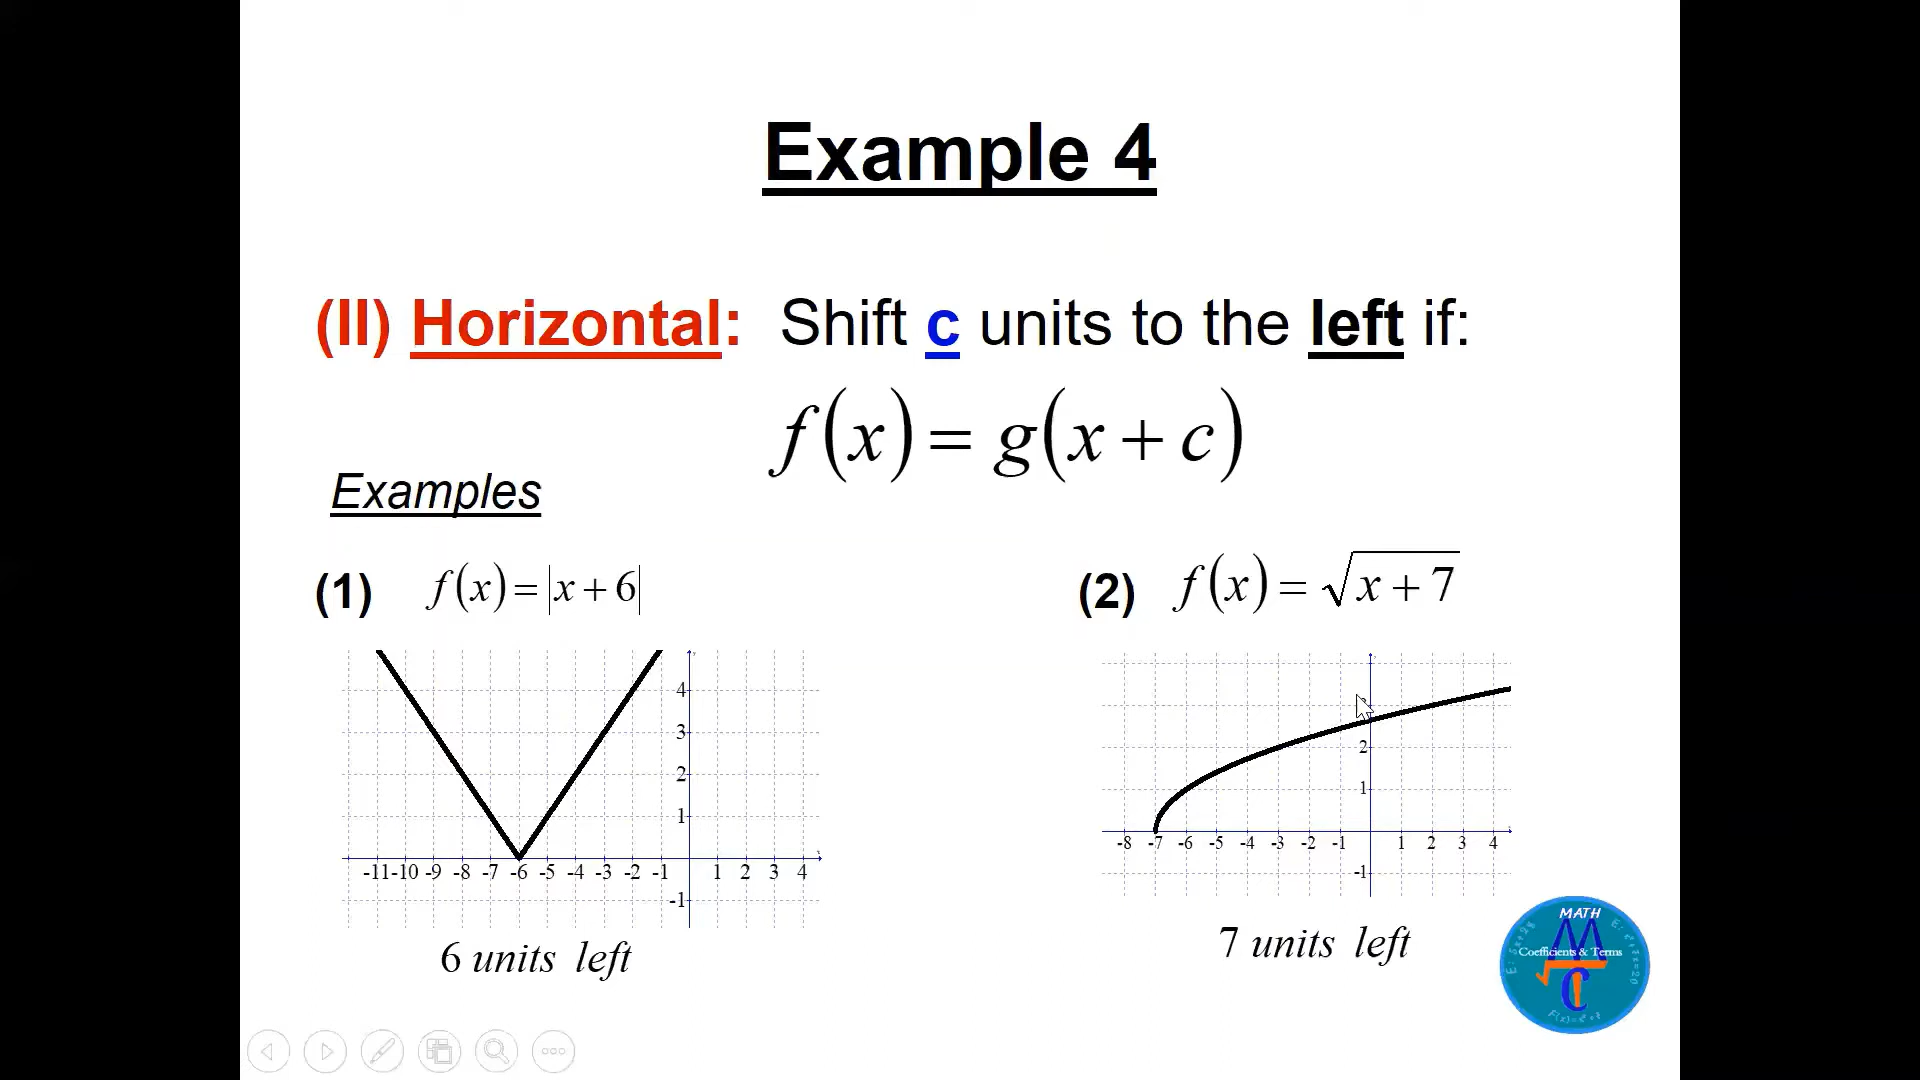 Example 4
(II) Horizontal: Shift c units to the left if:
f(x) = g(x + c)
Examples
(1) f(x) = |x + 6|
(2) f(x) = √x + 7
4
3
2
1
-11 -10 -9 -8 -7 -6 -5 -4 -3 -2 -1 1 2 3 4
-1
6 units left
2
1
-8 -7 -6 -5 -4 -3 -2 -1 1 2 3 4
-1
7 units left
MATH
Coefficients & Terms